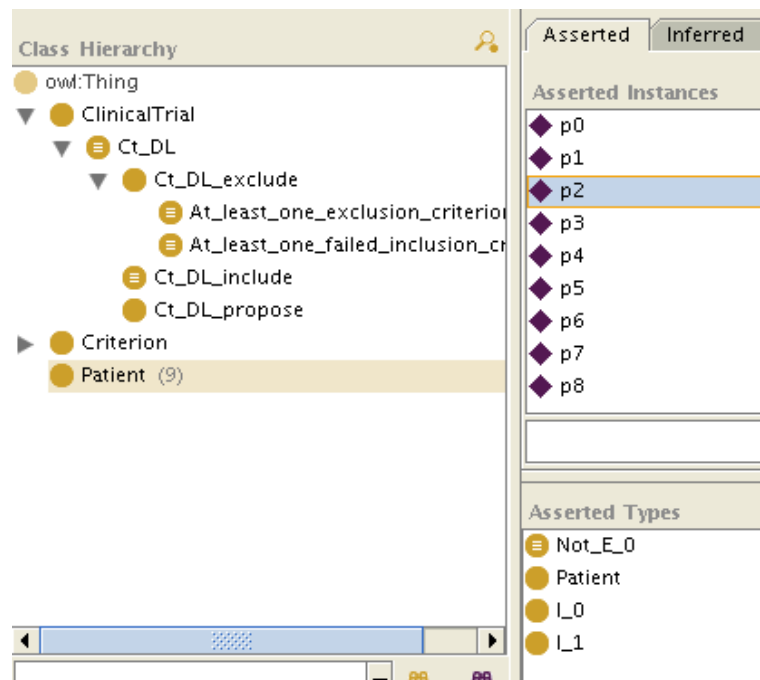 Class Hierarchy
owl:Thing
ClinicalTrial
Ct_DL
Ct_DL_exclude
At_least_one_exclusion_criterio
At_least_one_failed_inclusion_cr
Ct_DL_include
Ct_DL_propose
Criterion
Patient (9)
Asserted Inferred
Asserted Instances
p0
p1
p2
p3
p4
p5
p6
p7
p8
Asserted Types
Not_E_0
Patient
I_0
I_1